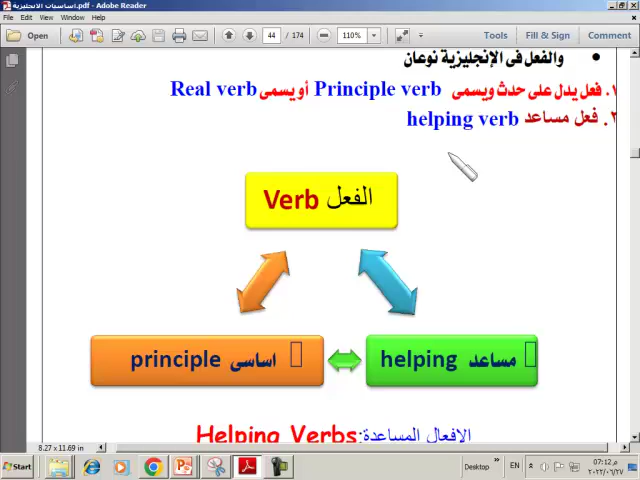 اساسيات الانجليزية.pdf - Adobe Reader
File Edit View Window Help
Open 44 / 174 110% Tools Fill & Sign Comment
والفعل فى الإنجليزية نوعان
١. فعل يدل على حدث ويسمى Principle verb أو يسمى Real verb
٢. فعل مساعد helping verb
الفعل Verb
اساسى principle
مساعد helping
الافعال المساعدة: Helping Verbs
8.27 x 11.69 in
Start Desktop EN 07:12 م
٢٠٢٢/٠٦/٢٧